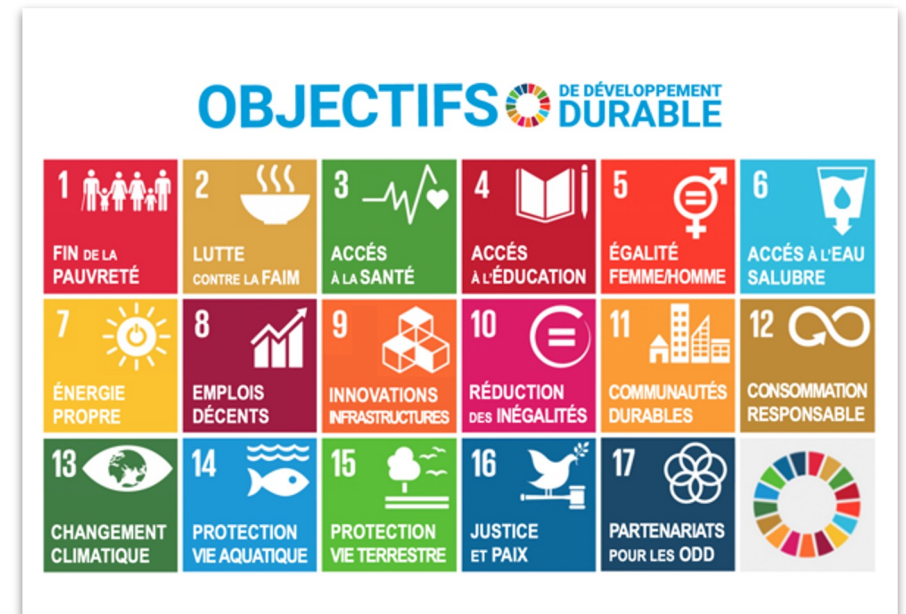 OBJECTIFS DE DÉVELOPPEMENT
DURABLE
1
FIN DE LA
PAUVRETÉ
2
LUTTE
CONTRE LA FAIM
3
ACCÉS
À LA SANTÉ
4
ACCÉS
À L'ÉDUCATION
5
ÉGALITÉ
FEMME/HOMME
6
ACCÉS À L'EAU
SALUBRE
7
ÉNERGIE
PROPRE
8
EMPLOIS
DÉCENTS
9
INNOVATIONS
INFRASTRUCTURES
10
RÉDUCTION
DES INÉGALITÉS
11
COMMUNAUTÉS
DURABLES
12
CONSOMMATION
RESPONSABLE
13
CHANGEMENT
CLIMATIQUE
14
PROTECTION
VIE AQUATIQUE
15
PROTECTION
VIE TERRESTRE
16
JUSTICE
ET PAIX
17
PARTENARIATS
POUR LES ODD